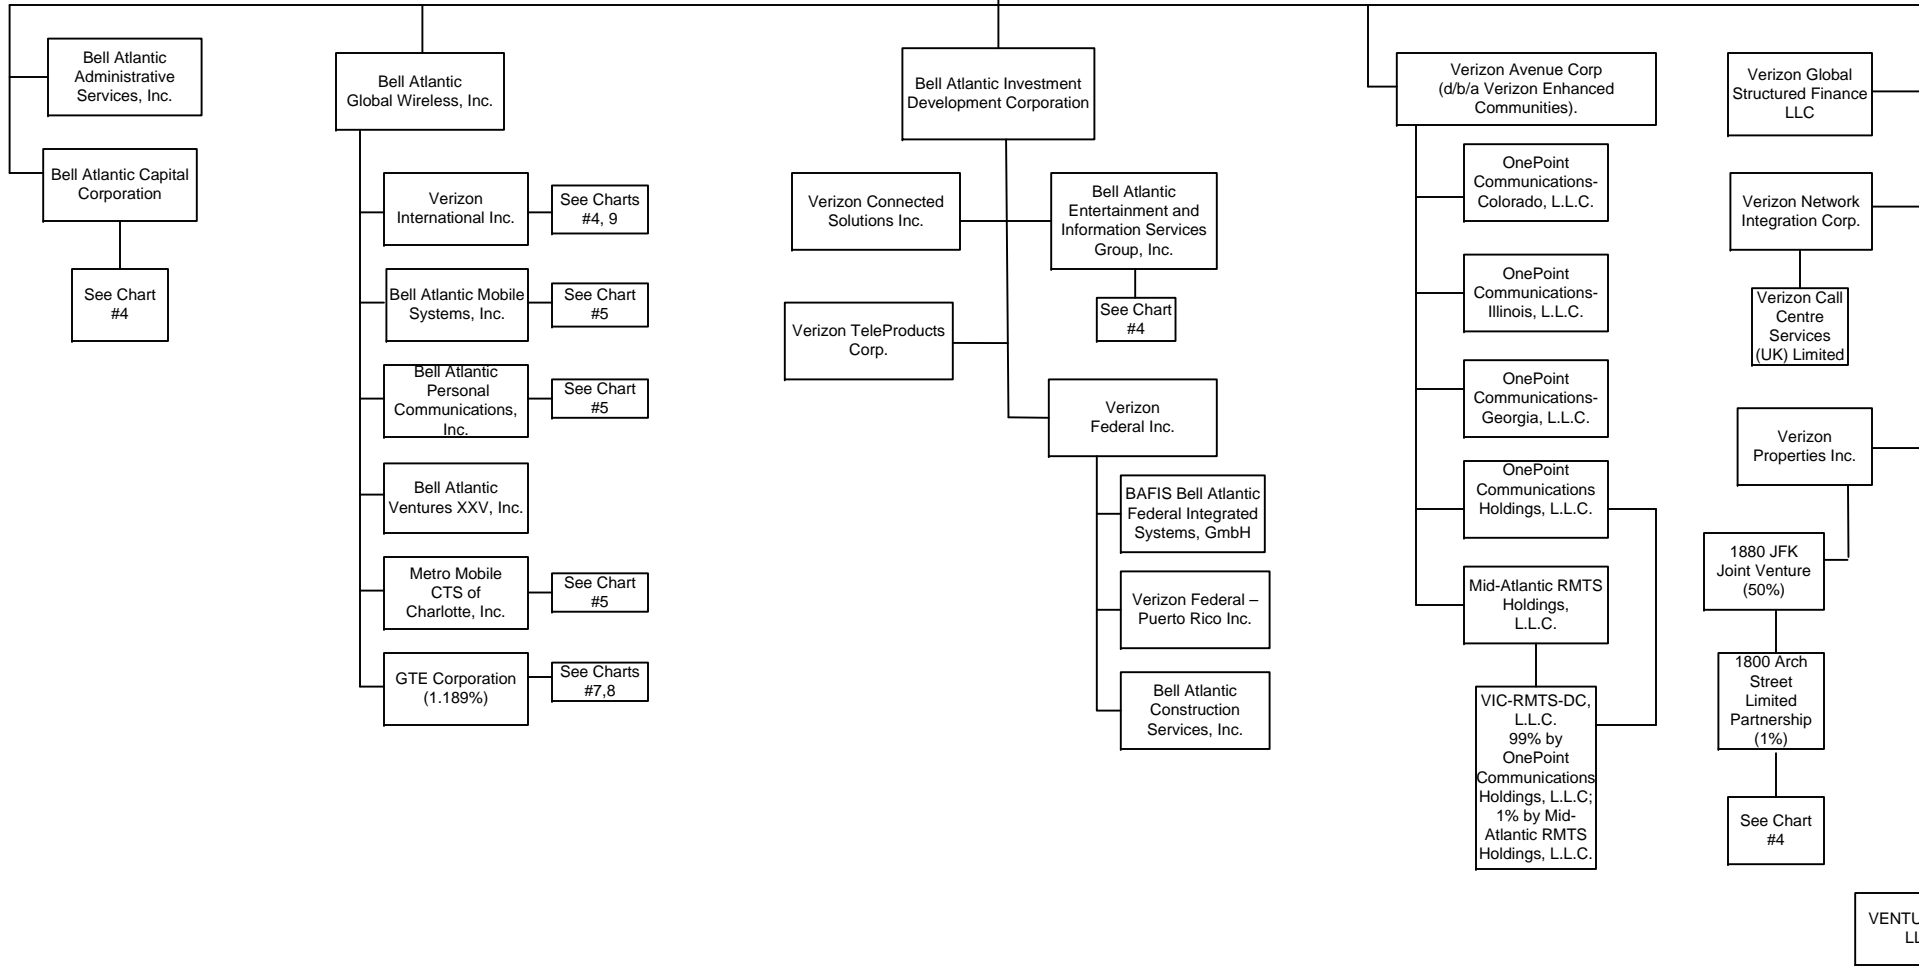 Bell Atlantic
Administrative
Services, Inc.
Bell Atlantic Capital
Corporation
See Chart
#4
Bell Atlantic
Global Wireless, Inc.
Verizon
International Inc.
See Charts
#4, 9
Bell Atlantic Mobile
Systems, Inc.
See Chart
#5
Bell Atlantic
Personal
Communications,
Inc.
See Chart
#5
Bell Atlantic
Ventures XXV, Inc.
Metro Mobile
CTS of
Charlotte, Inc.
See Chart
#5
GTE Corporation
(1.189%)
See Charts
#7,8
Bell Atlantic Investment
Development Corporation
Verizon Connected
Solutions Inc.
Bell Atlantic
Entertainment and
Information Services
Group, Inc.
See Chart
#4
Verizon TeleProducts
Corp.
Verizon
Federal Inc.
BAFIS Bell Atlantic
Federal Integrated
Systems, GmbH
Verizon Federal –
Puerto Rico Inc.
Bell Atlantic
Construction
Services, Inc.
Verizon Avenue Corp
(d/b/a Verizon Enhanced
Communities).
OnePoint
Communications-
Colorado, L.L.C.
OnePoint
Communications-
Illinois, L.L.C.
OnePoint
Communications-
Georgia, L.L.C.
OnePoint
Communications
Holdings, L.L.C.
Mid-Atlantic RMTS
Holdings,
L.L.C.
VIC-RMTS-DC,
L.L.C.
99% by
OnePoint
Communications
Holdings, L.L.C;
1% by Mid-
Atlantic RMTS
Holdings, L.L.C.
Verizon Global
Structured Finance
LLC
Verizon Network
Integration Corp.
Verizon Call
Centre
Services
(UK) Limited
Verizon
Properties Inc.
1880 JFK
Joint Venture
(50%)
1800 Arch
Street
Limited
Partnership
(1%)
See Chart
#4